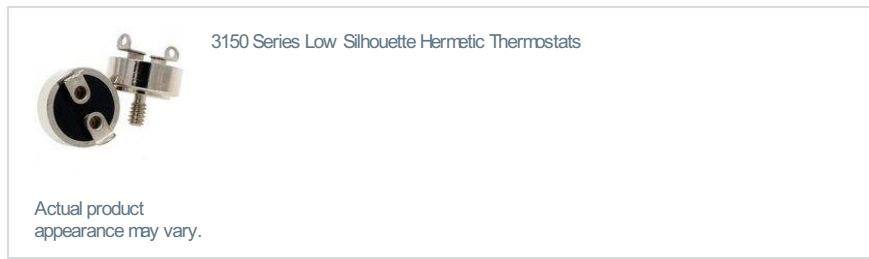 3150 Series Low Silhouette Hermetic Thermostats
Actual product
appearance may vary.